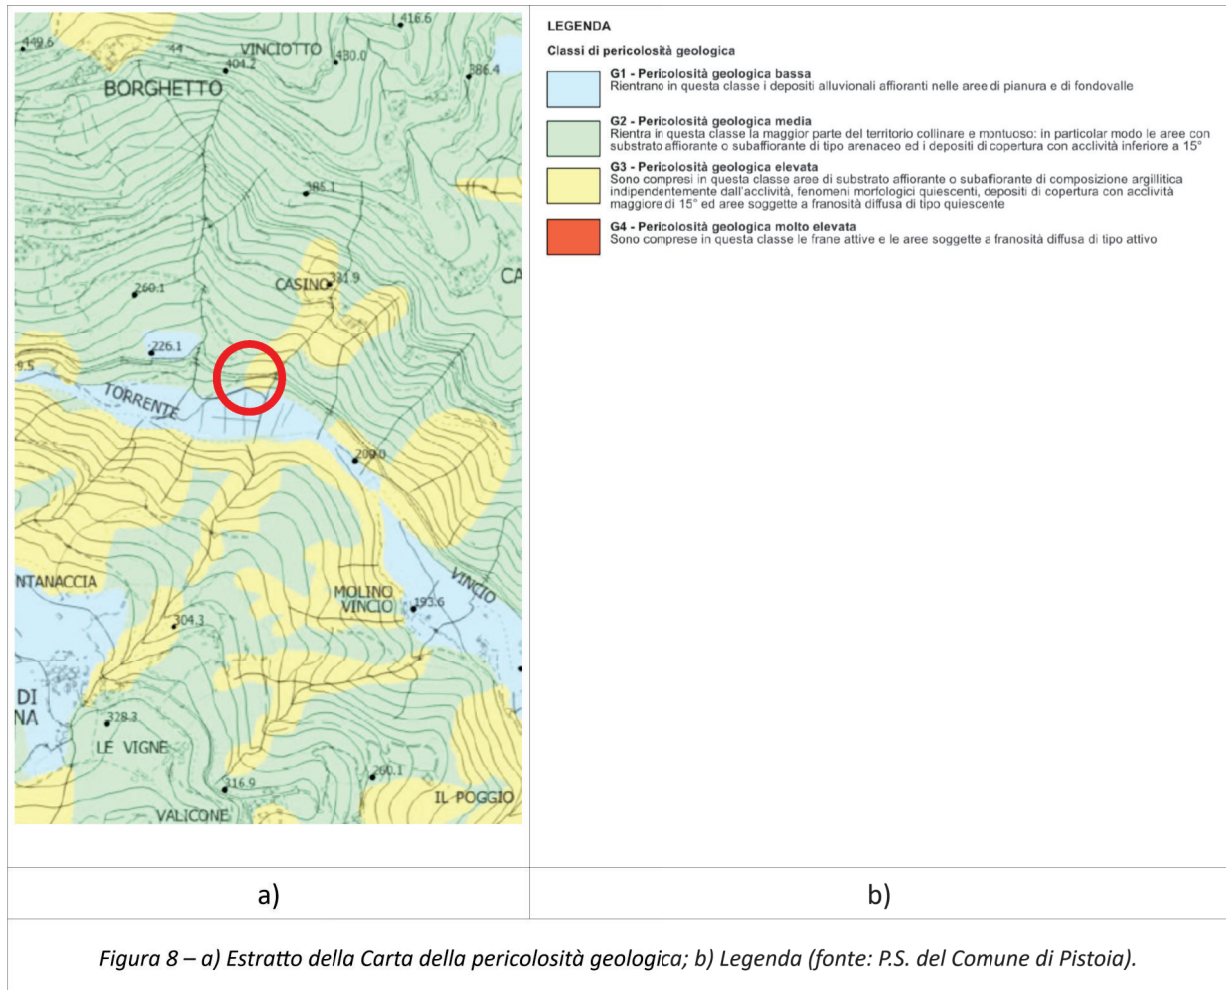 416.6
449.6
44
VINCIOTTO
404.2
430.0
386.4
BORGHETTO
385.1
CASINO
331.9
CA
260.1
226.1
9.5
TORRENTE
200.0
NTANACCIA
MOLINO
VINCIO
VINCIO
193.6
304.3
DI
NA
328.3
LE VIGNE
316.9
260.1
IL POGGIO
VALICONE
LEGENDA
Classi di pericolosità geologica
G1 - Pericolosità geologica bassa
Rientrano in questa classe i depositi alluvionali affioranti nelle aree di pianura e di fondovalle
G2 - Pericolosità geologica media
Rientra in questa classe la maggior parte del territorio collinare e montuoso: in particolar modo le aree con
substrato affiorante o subaffiorante di tipo arenaceo ed i depositi di copertura con acclività inferiore a 15°
G3 - Pericolosità geologica elevata
Sono compresi in questa classe aree di substrato affiorante o subaffiorante di composizione argillitica
indipendentemente dall'acclività, fenomeni morfologici quiescenti, depositi di copertura con acclività
maggiore di 15° ed aree soggette a franosità diffusa di tipo quiescente
G4 - Pericolosità geologica molto elevata
Sono comprese in questa classe le frane attive e le aree soggette a franosità diffusa di tipo attivo
a)
b)
Figura 8 – a) Estratto della Carta della pericolosità geologica; b) Legenda (fonte: P.S. del Comune di Pistoia).